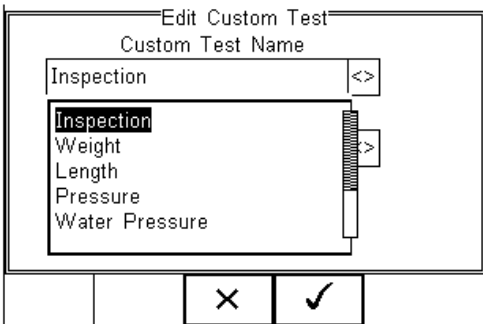 Edit Custom Test
Custom Test Name
Inspection <>
Inspection
Weight
Length
Pressure
Water Pressure